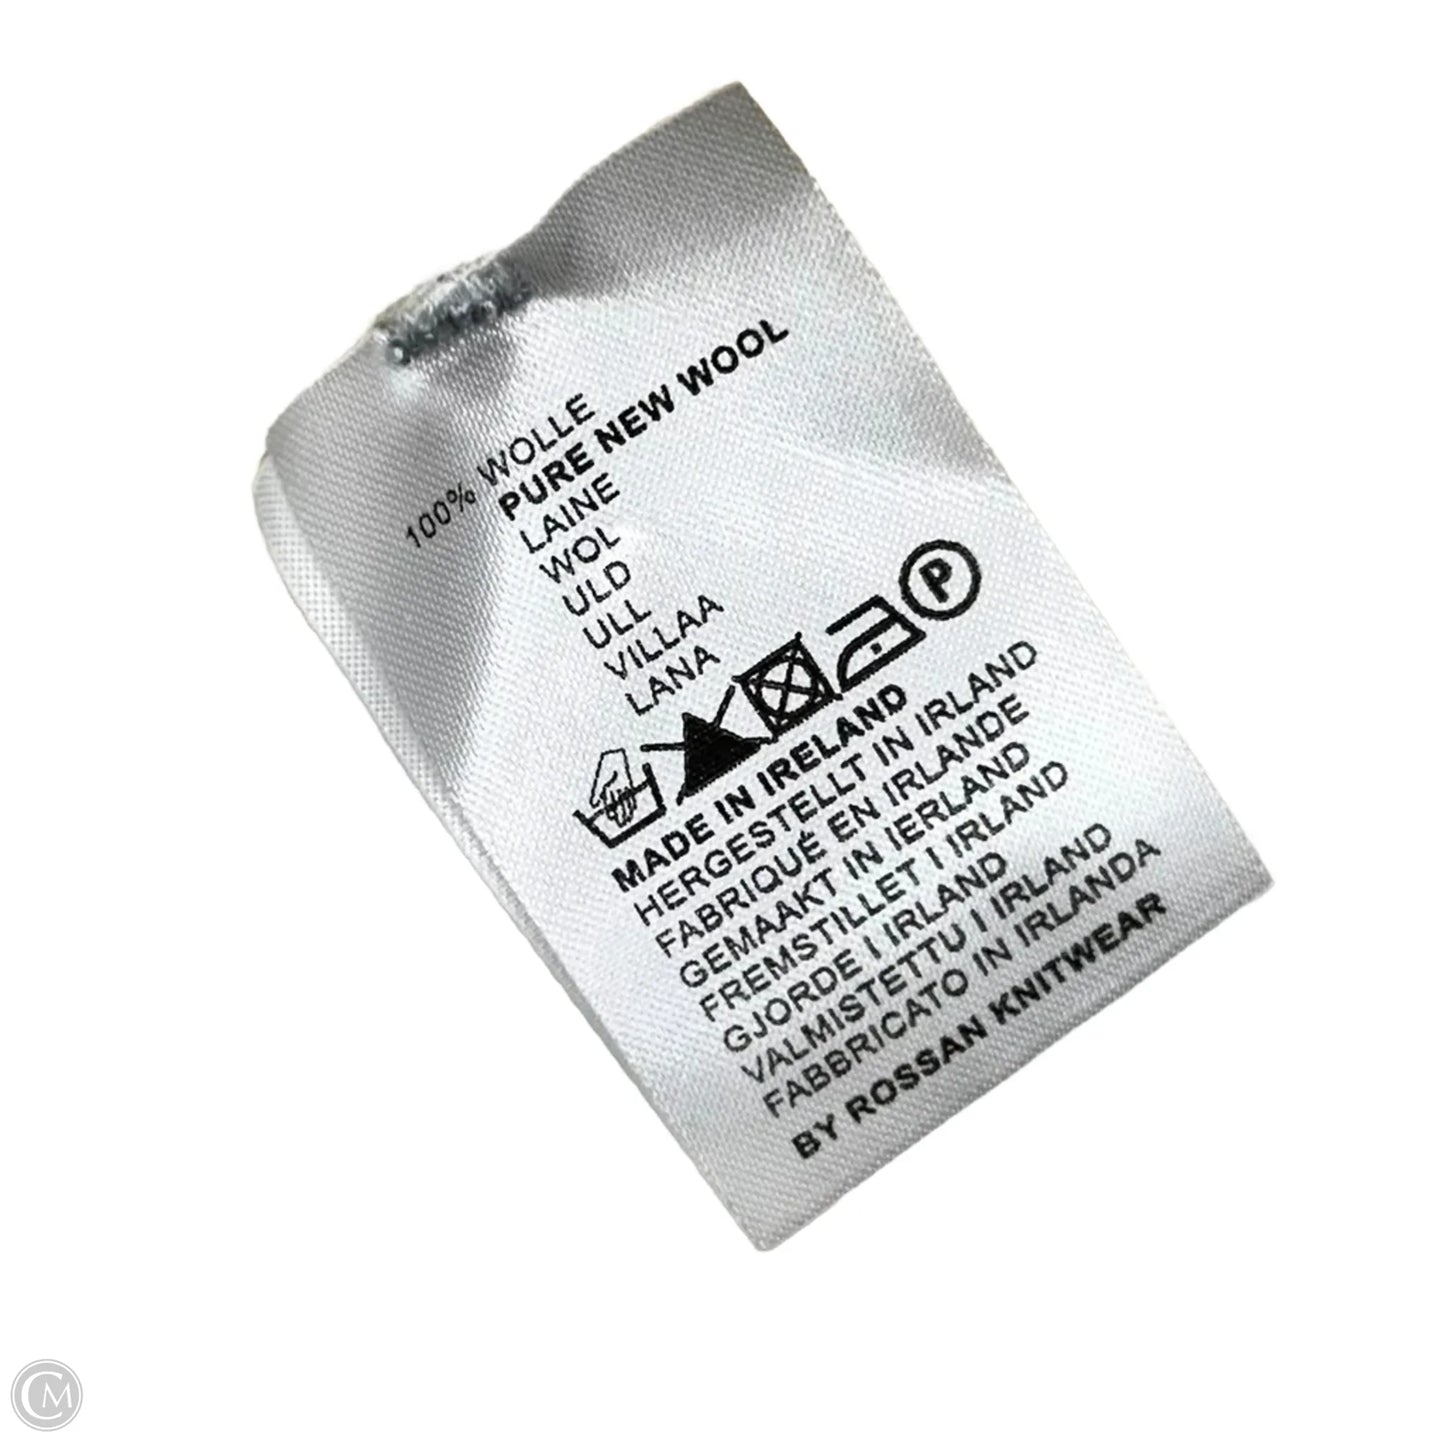 100% WOLLE
PURE NEW WOOL
LAINE
WOL
ULD
ULL
VILLAA
LANA
P
MADE IN IRELAND
HERGESTELLT IN IRLAND
FABRIQUÉ EN IRLANDE
GEMAAKT IN IERLAND
FREMSTILLET I IRLAND
GJORDE I IRLAND
VALMISTETTU I IRLAND
FABBRICATO IN IRLANDA
BY ROSSAN KNITWEAR
CM